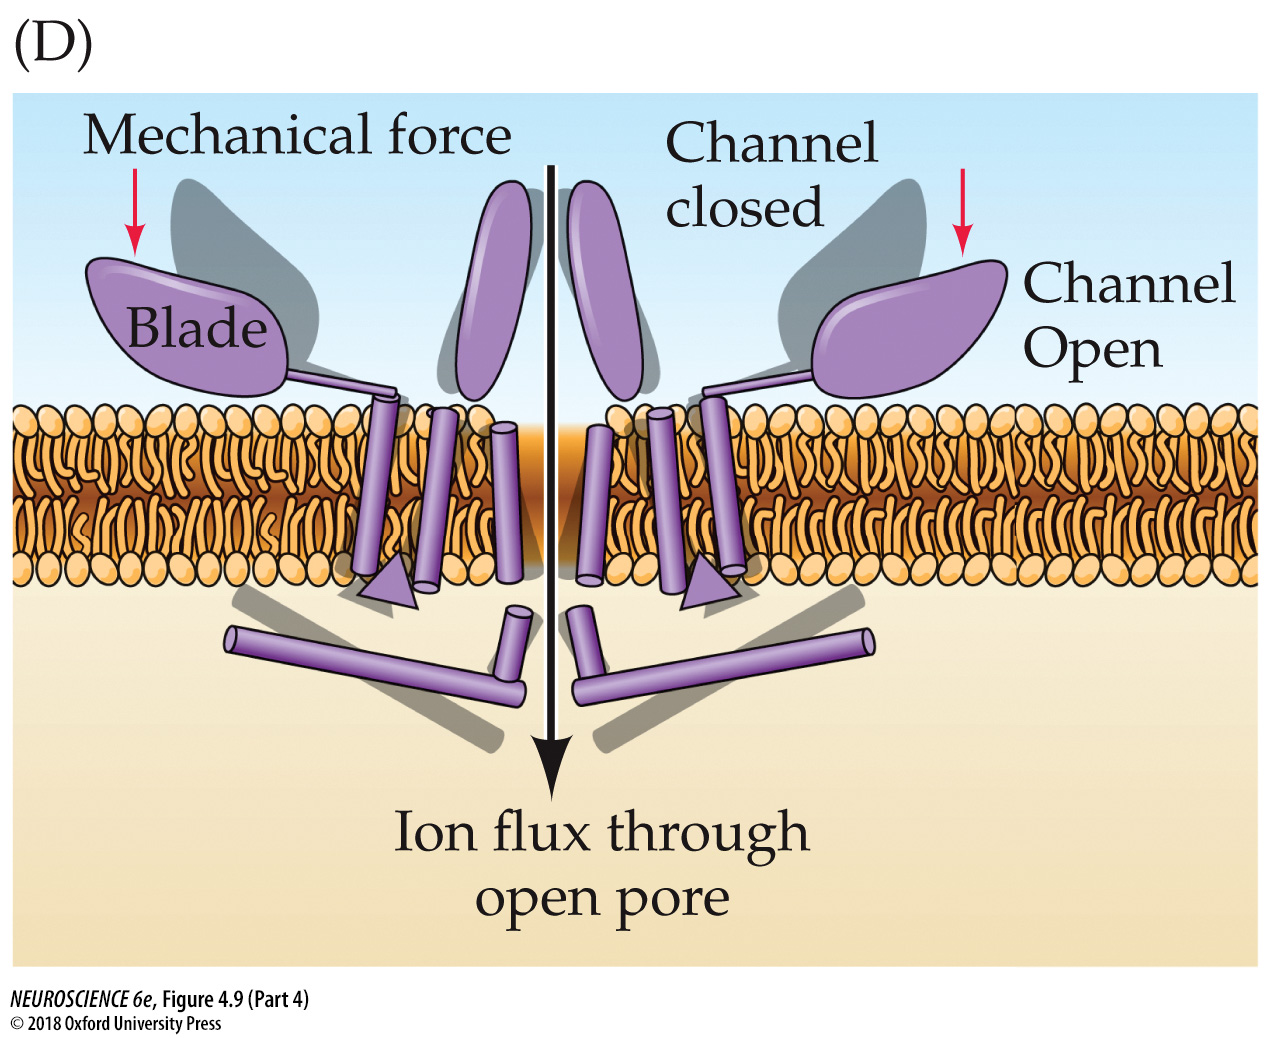 (D)
Mechanical force
Channel
closed
Blade
Channel
Open
Ion flux through
open pore
NEUROSCIENCE 6e, Figure 4.9 (Part 4)
© 2018 Oxford University Press